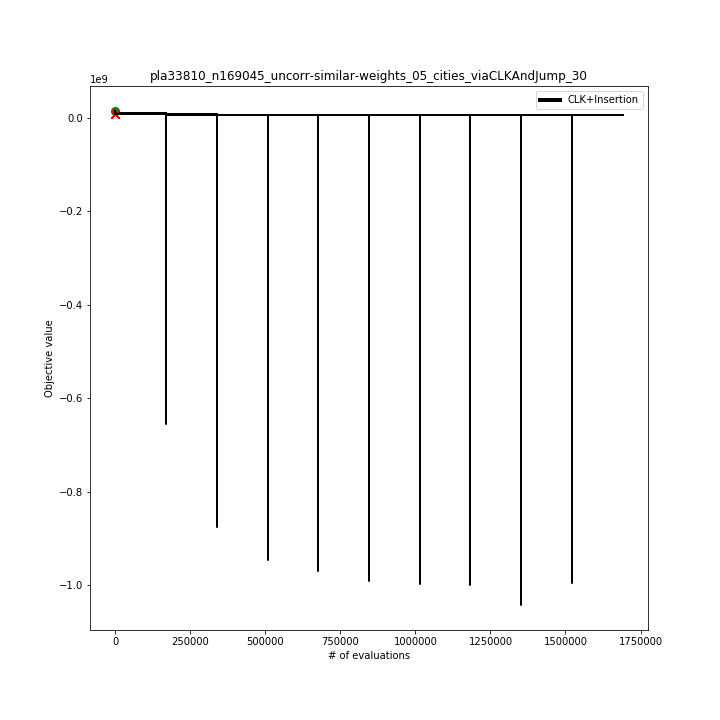 pla33810_n169045_uncorr-similar-weights_05_cities_viaCLKAndJump_30
1e9
CLK+Insertion
0.0
−0.2
−0.4
−0.6
−0.8
−1.0
Objective value
0 250000 500000 750000 1000000 1250000 1500000 1750000
# of evaluations